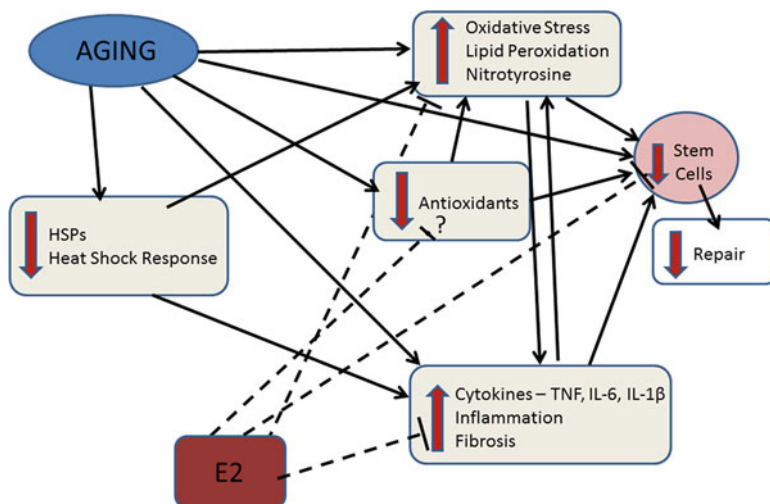 AGING
Oxidative Stress
Lipid Peroxidation
Nitrotyrosine
Stem
Cells
Antioxidants
?
HSPs
Heat Shock Response
Repair
Cytokines – TNF, IL-6, IL-1β
Inflammation
Fibrosis
E2